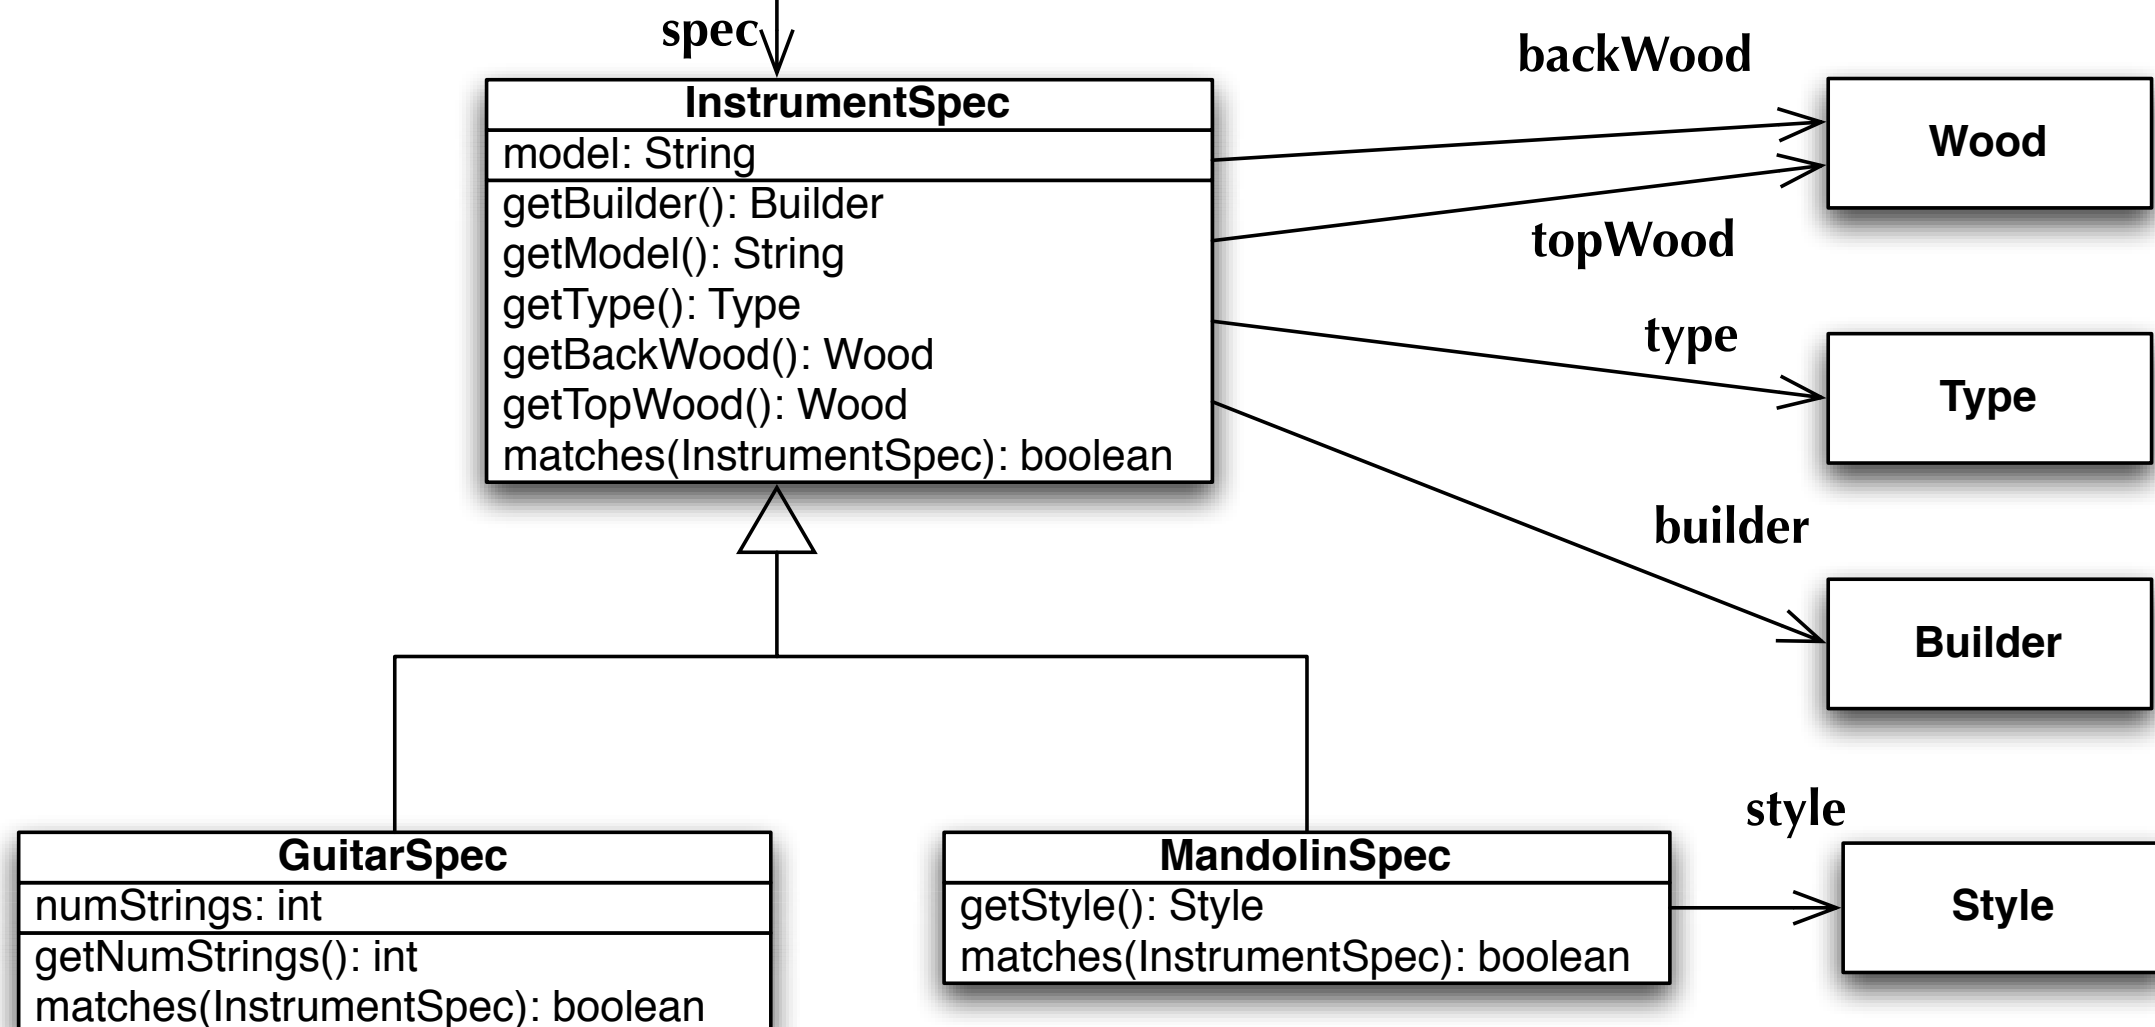 spec
InstrumentSpec
model: String
getBuilder(): Builder
getModel(): String
getType(): Type
getBackWood(): Wood
getTopWood(): Wood
matches(InstrumentSpec): boolean
backWood
Wood
topWood
type
Type
builder
Builder
GuitarSpec
numStrings: int
getNumStrings(): int
matches(InstrumentSpec): boolean
MandolinSpec
getStyle(): Style
matches(InstrumentSpec): boolean
style
Style